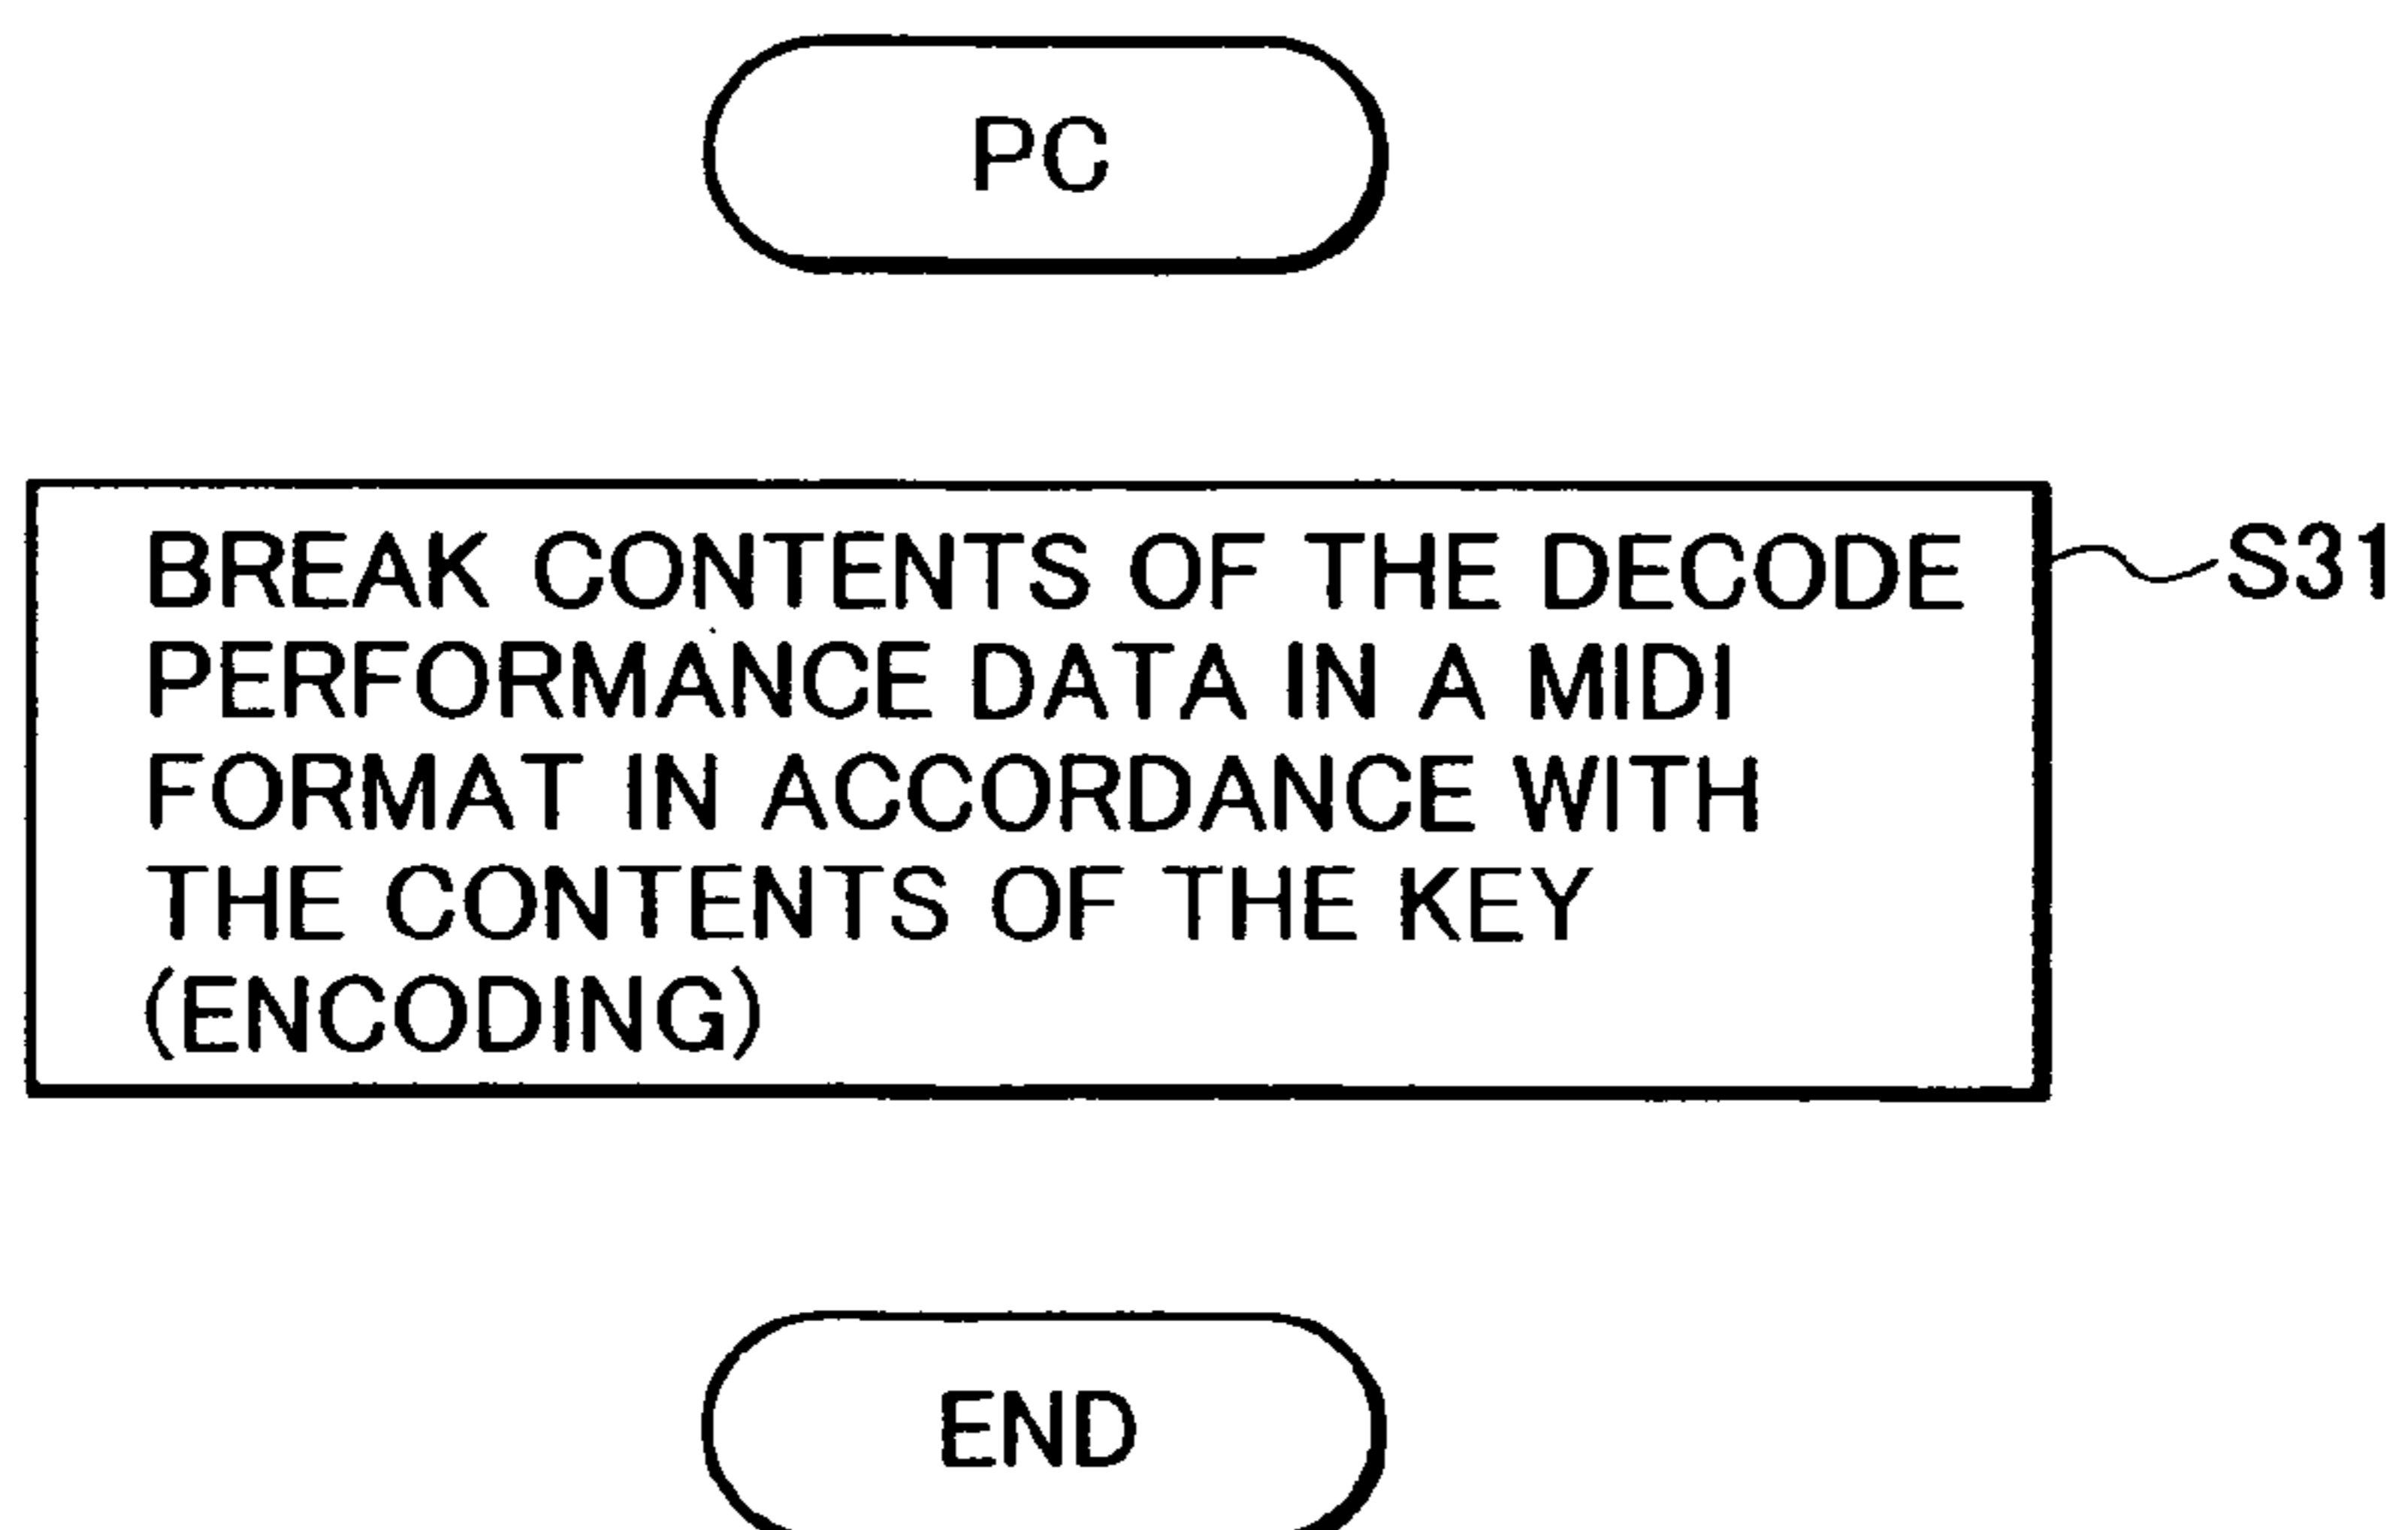 PC
BREAK CONTENTS OF THE DECODE
PERFORMANCE DATA IN A MIDI
FORMAT IN ACCORDANCE WITH
THE CONTENTS OF THE KEY
(ENCODING)
S31
END